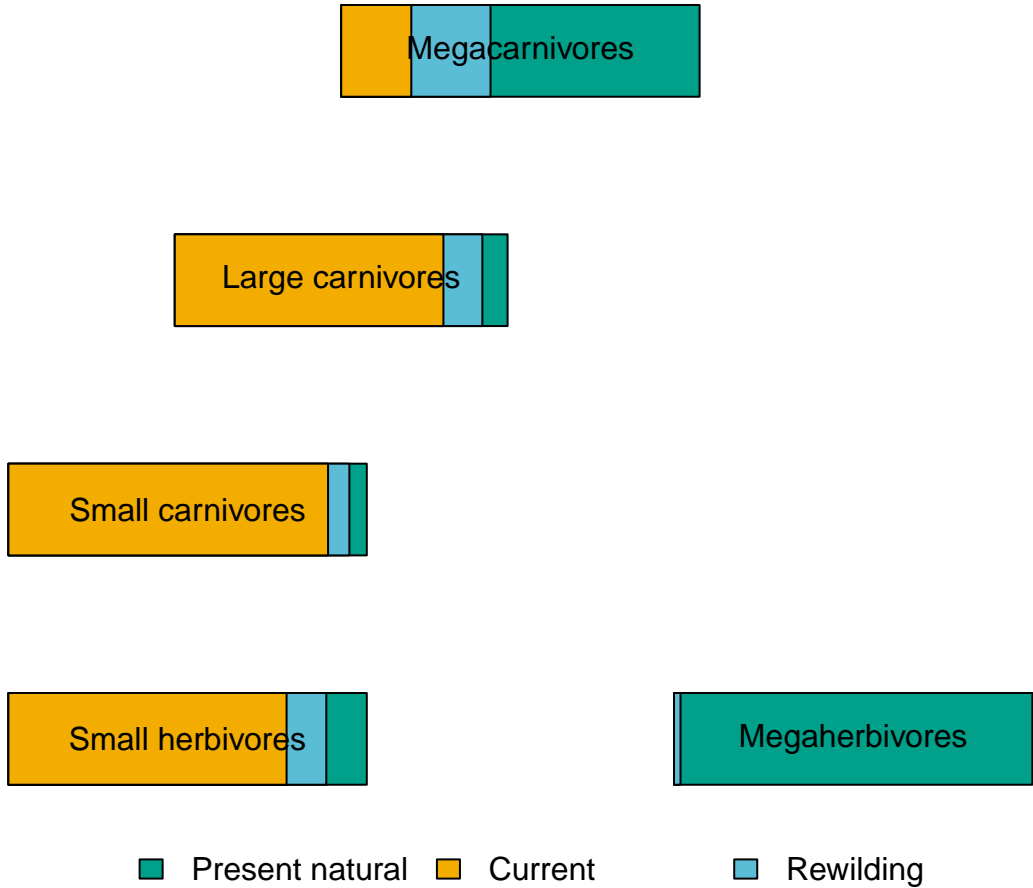 Megacarnivores
Large carnivores
Small carnivores
Small herbivores
Megaherbivores
Present natural
Current
Rewilding